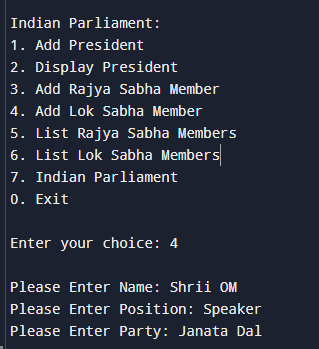 Indian Parliament:
1. Add President
2. Display President
3. Add Rajya Sabha Member
4. Add Lok Sabha Member
5. List Rajya Sabha Members
6. List Lok Sabha Members
7. Indian Parliament
0. Exit
Enter your choice: 4
Please Enter Name: Shrii OM
Please Enter Position: Speaker
Please Enter Party: Janata Dal